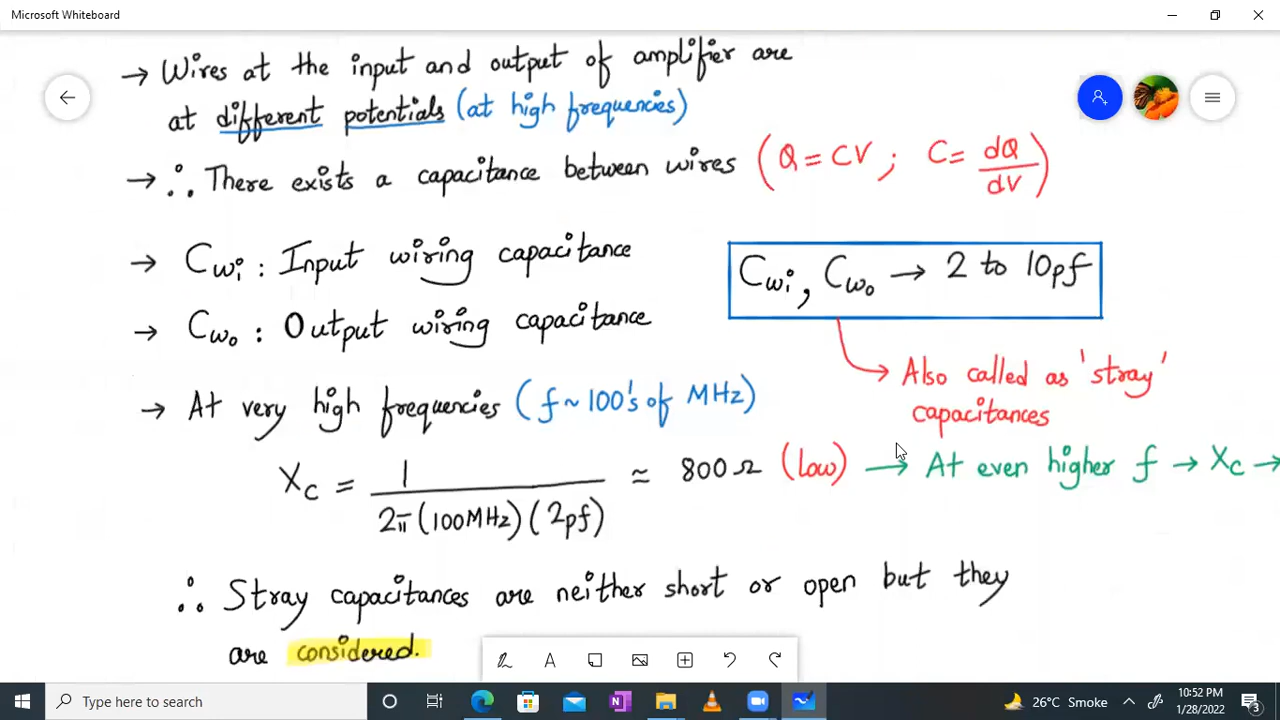 Microsoft Whiteboard
→ Wires at the input and output of amplifier are
at different potentials (at high frequencies)
→ ∴ There exists a capacitance between wires (Q = CV ; C = dQ/dV)
→ Cwi : Input wiring capacitance
Cwi, Cwo → 2 to 10pf
→ Cwo : Output wiring capacitance
→ Also called as 'stray'
capacitances
→ At very high frequencies (f ~ 100's of MHz)
Xc = 1/2π(100MHz)(2pf) ≈ 800Ω (low) → At even higher f → Xc →
∴ Stray capacitances are neither short or open but they
are considered.
Type here to search
26°C Smoke
10:52 PM
1/28/2022
3